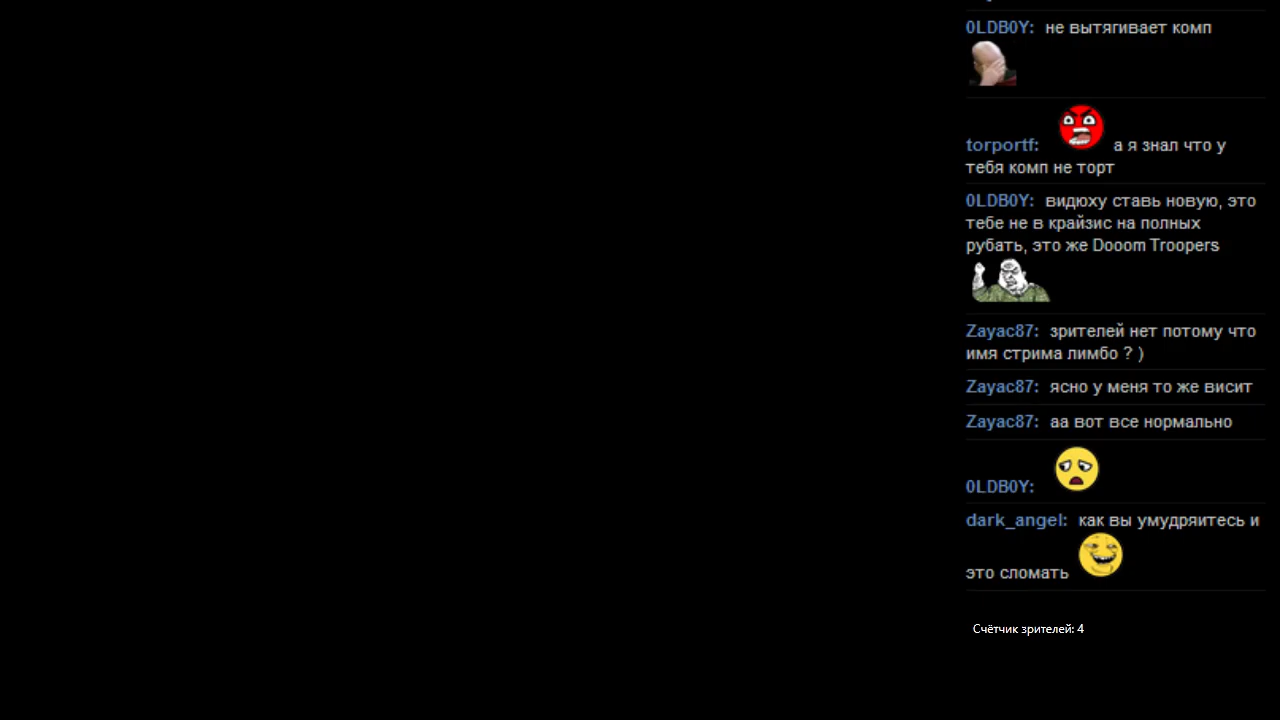 0LDB0Y: не вытягивает комп
torportf: а я знал что у
тебя комп не торт
0LDB0Y: видюху ставь новую, это
тебе не в крайзис на полных
рубать, это же Dooom Troopers
Zayac87: зрителей нет потому что
имя стрима лимбо ? )
Zayac87: ясно у меня то же висит
Zayac87: аа вот все нормально
0LDB0Y:
dark_angel: как вы умудряитесь и
это сломать
Счётчик зрителей: 4